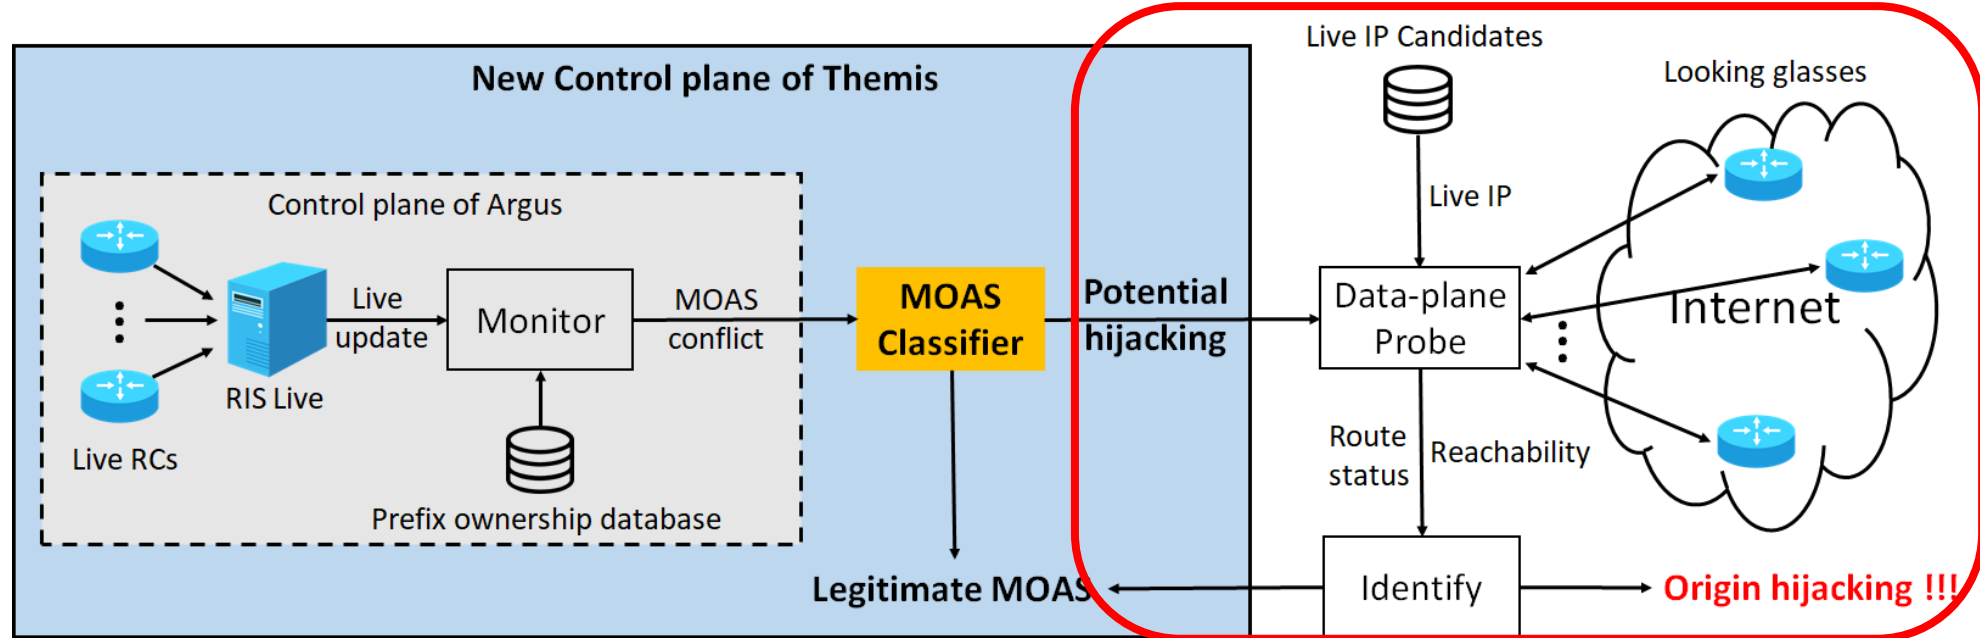 New Control plane of Themis
Control plane of Argus
Live RCs
RIS Live
Live
update
Monitor
Prefix ownership database
MOAS
conflict
MOAS
Classifier
Legitimate MOAS
Potential
hijacking
Live IP Candidates
Live IP
Data-plane
Probe
Looking glasses
Internet
Route
status
Reachability
Identify
Origin hijacking !!!